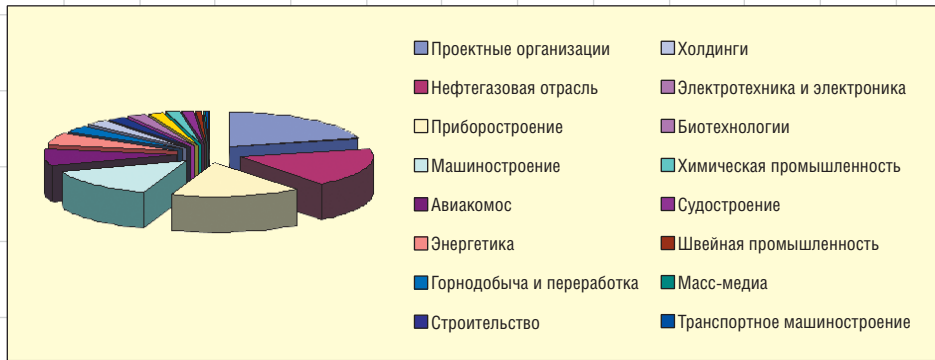 Проектные организации
Нефтегазовая отрасль
Приборостроение
Машиностроение
Авиакомос
Энергетика
Горнодобыча и переработка
Строительство
Холдинги
Электротехника и электроника
Биотехнологии
Химическая промышленность
Судостроение
Швейная промышленность
Масс-медиа
Транспортное машиностроение